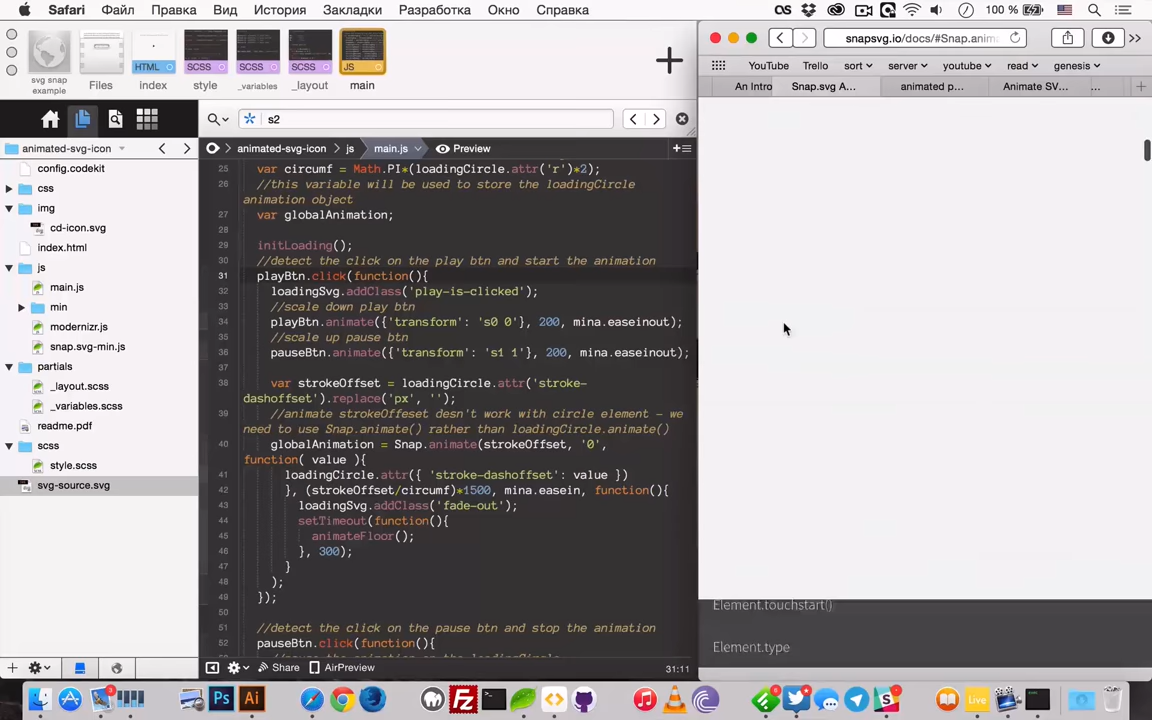 Safari Файл Правка Вид История Закладки Разработка Окно Справка 100 %
svg snap
example
Files
HTML
index
SCSS
style
SCSS
_variables
SCSS
_layout
JS
main
snapsvg.io/docs/#Snap.anim
YouTube Trello sort server youtube read genesis
An Intro Snap.svg A... animated p... Animate SV... ...
s2
animated-svg-icon
animated-svg-icon js main.js Preview
config.codekit
css
img
cd-icon.svg
index.html
js
main.js
min
modernizr.js
snap.svg-min.js
partials
_layout.scss
_variables.scss
readme.pdf
scss
style.scss
svg-source.svg
25 var circumf = Math.PI*(loadingCircle.attr('r')*2);
26 //this variable will be used to store the loadingCircle
animation object
27 var globalAnimation;
28
29 initLoading();
30 //detect the click on the play btn and start the animation
31 playBtn.click(function(){
32 loadingSvg.addClass('play-is-clicked');
33 //scale down play btn
34 playBtn.animate({'transform': 's0 0'}, 200, mina.easeinout);
35 //scale up pause btn
36 pauseBtn.animate({'transform': 's1 1'}, 200, mina.easeinout);
37
38 var strokeOffset = loadingCircle.attr('stroke-
dashoffset').replace('px', '');
39 //animate strokeOffeset desn't work with circle element – we
need to use Snap.animate() rather than loadingCircle.animate()
40 globalAnimation = Snap.animate(strokeOffset, '0',
function( value ){
41 loadingCircle.attr({ 'stroke-dashoffset': value })
42 }, (strokeOffset/circumf)*1500, mina.easein, function(){
43 loadingSvg.addClass('fade-out');
44 setTimeout(function(){
45 animateFloor();
46 }, 300);
47 }
48 );
49 });
50
51 //detect the click on the pause btn and stop the animation
52 pauseBtn.click(function(){
Share AirPreview 31:11
Element.touchstart()
Element.type